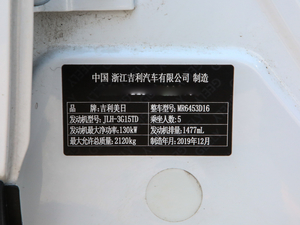 中国 浙江吉利汽车有限公司 制造
品牌:吉利美日 整车型号:MR6453D16
发动机型号:JLH-3G15TD 乘坐人数:5
发动机最大净功率:130kW 发动机排量:1477mL
最大允许总质量:2120kg 制造年月:2019年12月